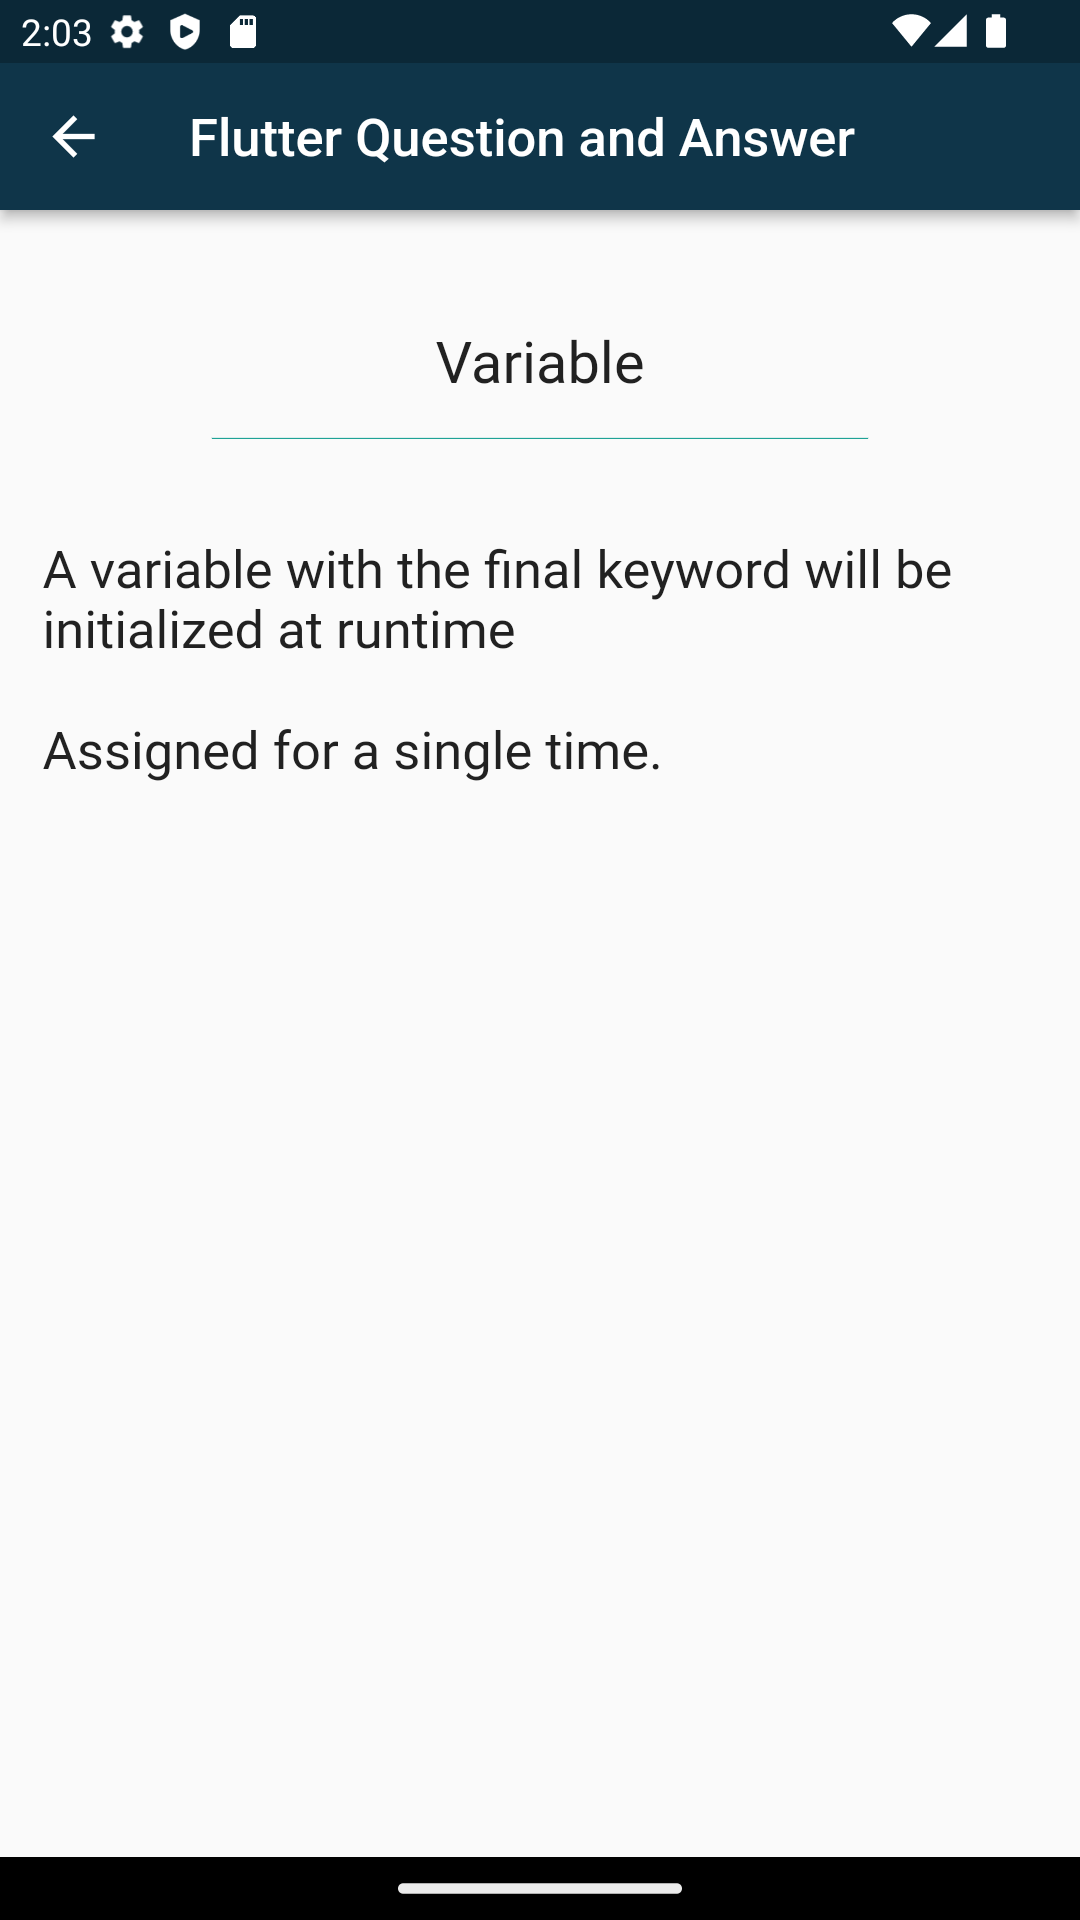 2:03
Flutter Question and Answer
Variable
A variable with the final keyword will be
initialized at runtime
Assigned for a single time.